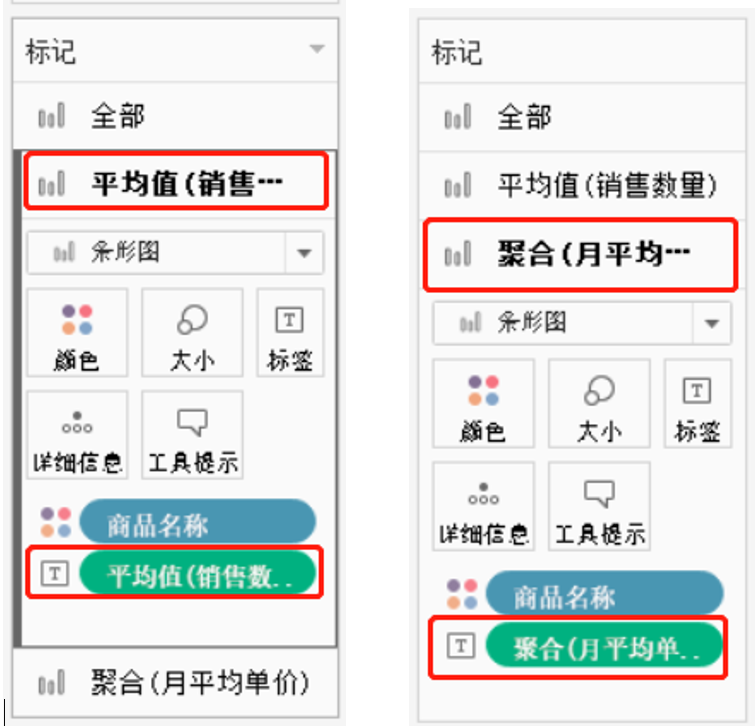 标记
全部
平均值(销售…
条形图
颜色
大小
T
标签
详细信息
工具提示
商品名称
T
平均值(销售数..
聚合(月平均单价)
标记
全部
平均值(销售数量)
聚合(月平均…
条形图
颜色
大小
T
标签
详细信息
工具提示
商品名称
T
聚合(月平均单..